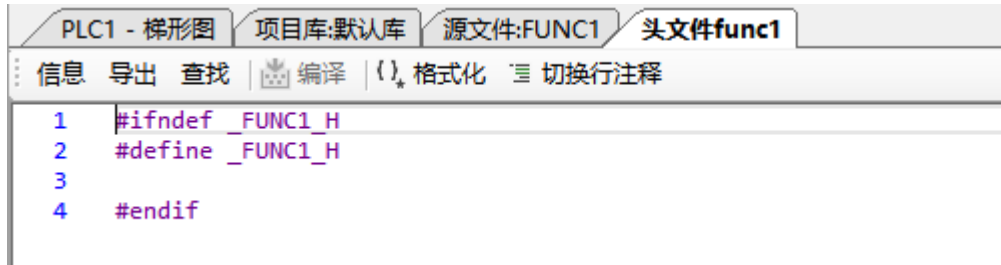 PLC1 - 梯形图 项目库:默认库 源文件:FUNC1 头文件func1
信息 导出 查找 编译 {} 格式化 切换行注释
1 #ifndef _FUNC1_H
2 #define _FUNC1_H
3
4 #endif